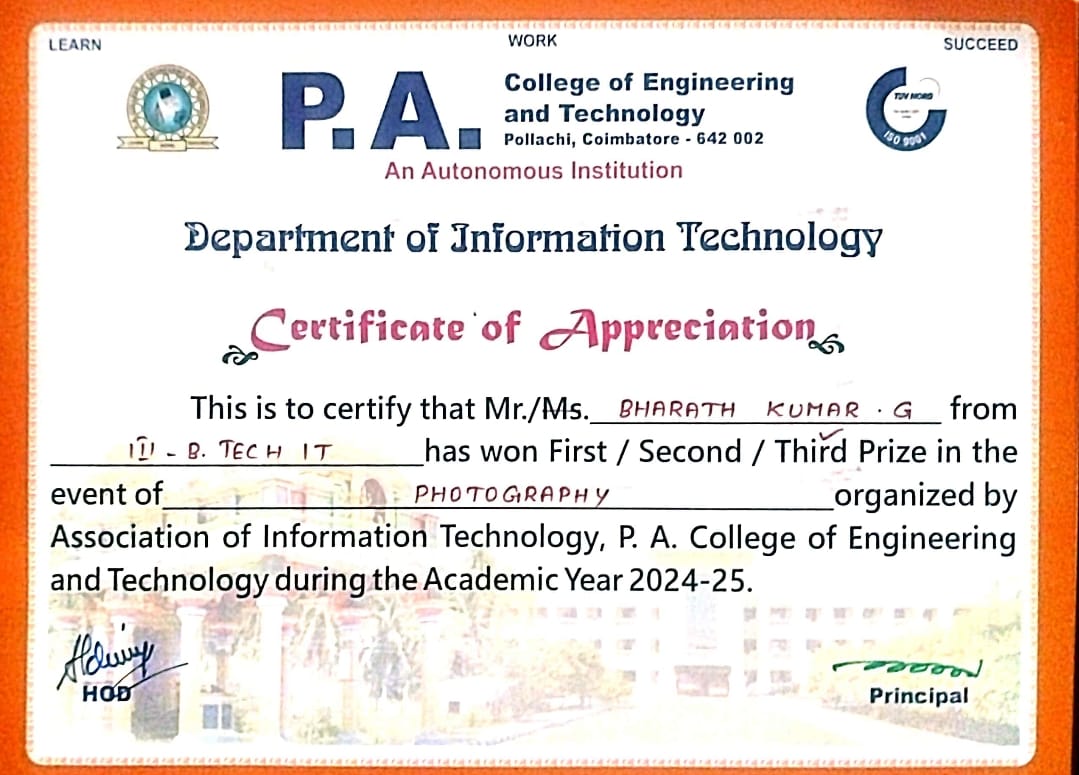 LEARN WORK SUCCEED
P.A. College of Engineering
and Technology
Pollachi, Coimbatore - 642 002
TUV NORD
ISO 9001
An Autonomous Institution
Department of Information Technology
Certificate of Appreciation
This is to certify that Mr./Ms. BHARATH KUMAR . G from
III - B. TECH IT has won First / Second / Third Prize in the
event of PHOTOGRAPHY organized by
Association of Information Technology, P. A. College of Engineering
and Technology during the Academic Year 2024-25.
HOD
Principal